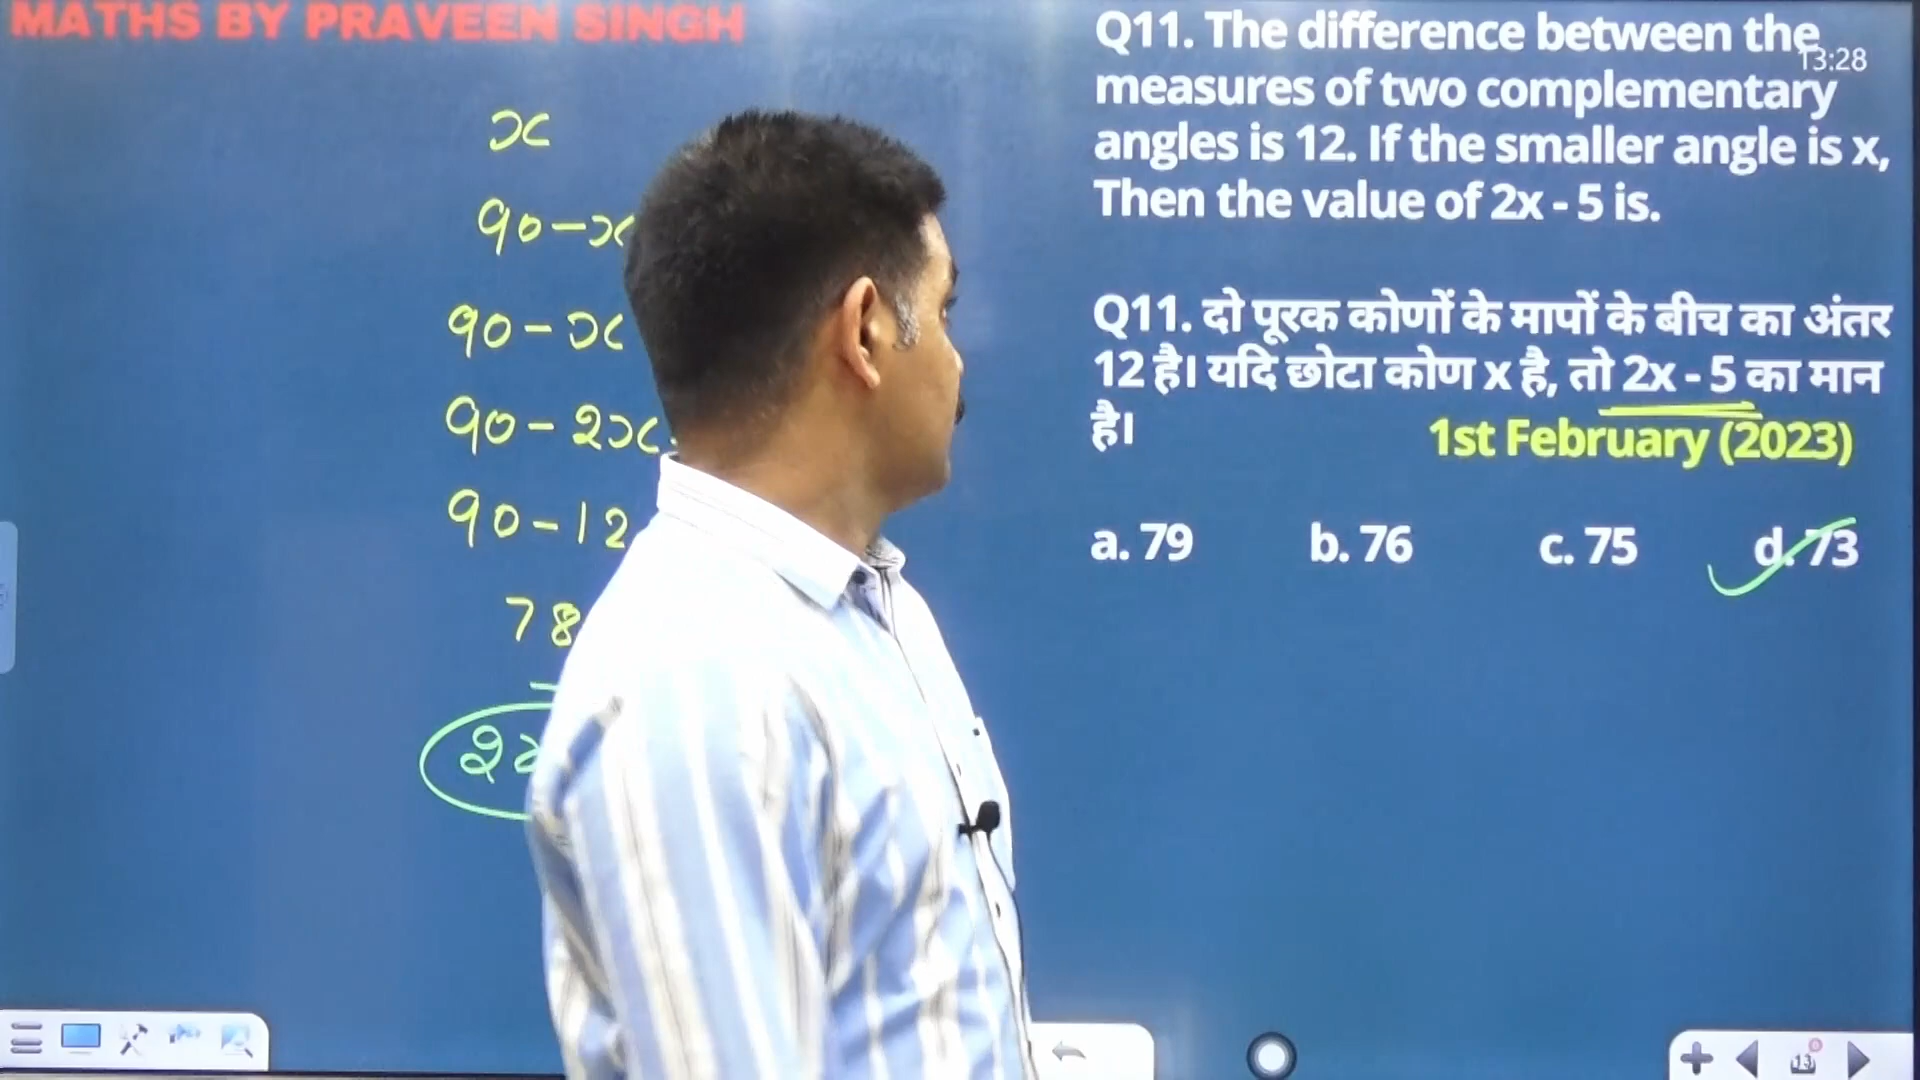 MATHS BY PRAVEEN SINGH
x
90-x
90-x
90-2x
90-12
78
Q11. The difference between the
13:28
measures of two complementary
angles is 12. If the smaller angle is x,
Then the value of 2x - 5 is.
Q11. दो पूरक कोणों के मापों के बीच का अंतर
12 है। यदि छोटा कोण x है, तो 2x - 5 का मान
है।
1st February (2023)
a. 79 b. 76 c. 75 d. 73
13